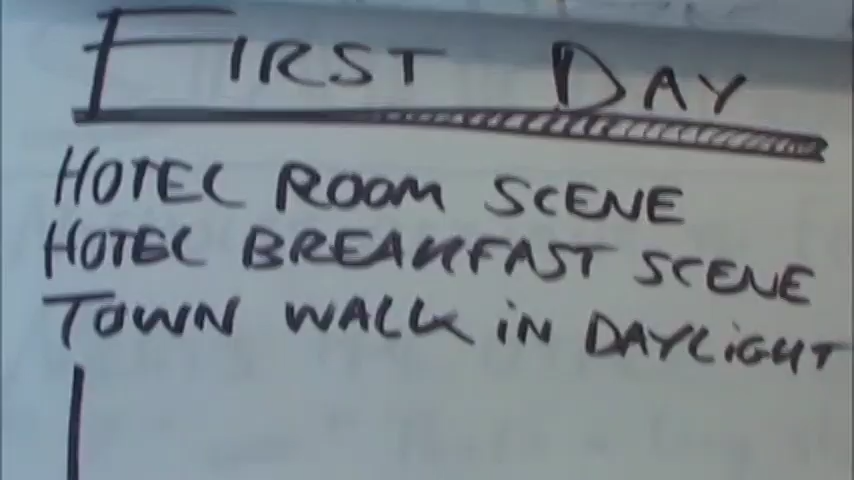 FIRST DAY
HOTEL ROOM SCENE
HOTEL BREAKFAST SCENE
TOWN WALK IN DAYLIGHT